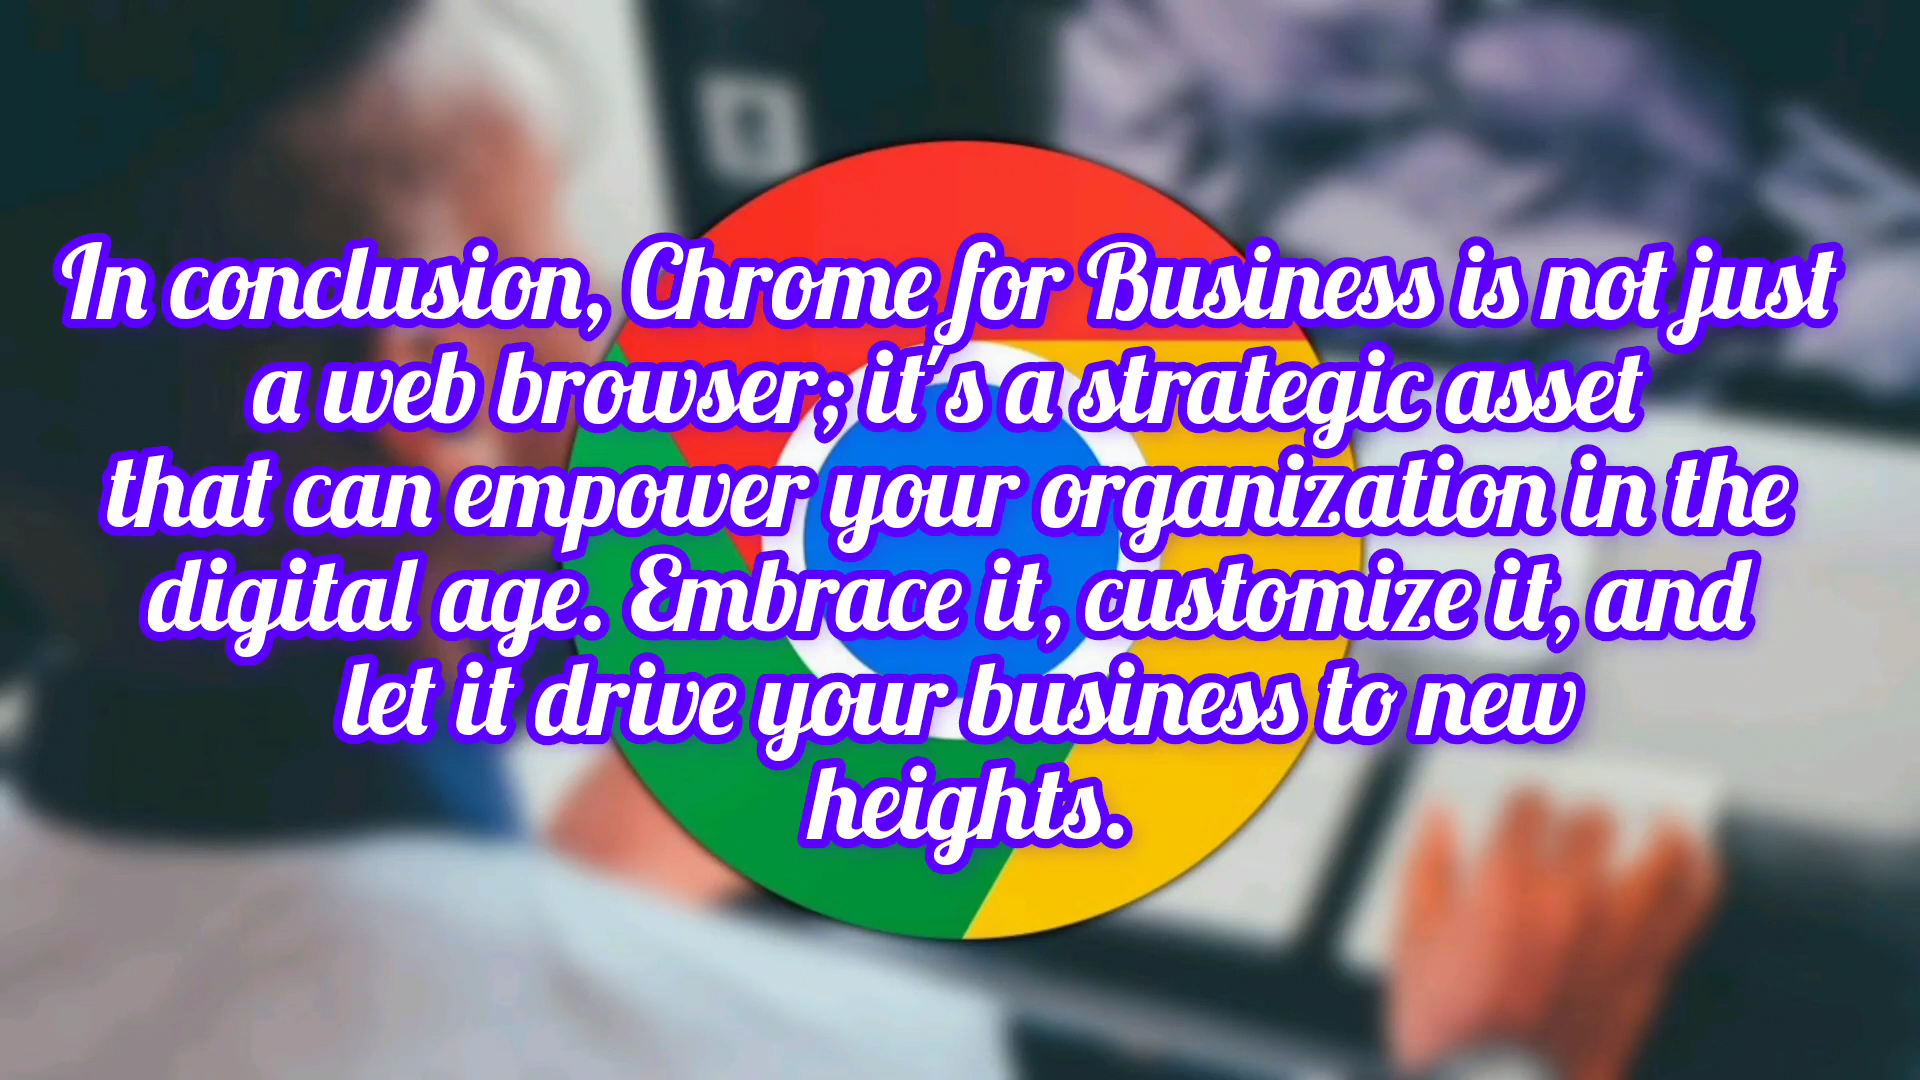 In conclusion, Chrome for Business is not just
a web browser; it's a strategic asset
that can empower your organization in the
digital age. Embrace it, customize it, and
let it drive your business to new
heights.